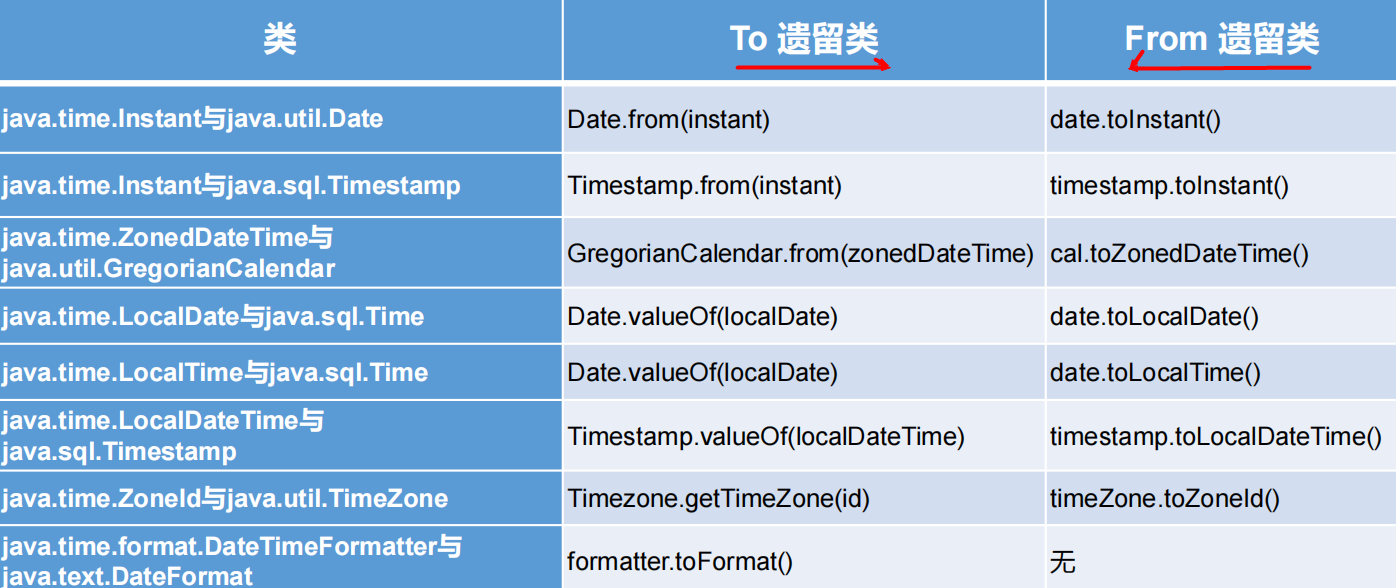 类 To 遗留类 From 遗留类
java.time.Instant与java.util.Date Date.from(instant) date.toInstant()
java.time.Instant与java.sql.Timestamp Timestamp.from(instant) timestamp.toInstant()
java.time.ZonedDateTime与
java.util.GregorianCalendar GregorianCalendar.from(zonedDateTime) cal.toZonedDateTime()
java.time.LocalDate与java.sql.Time Date.valueOf(localDate) date.toLocalDate()
java.time.LocalTime与java.sql.Time Date.valueOf(localDate) date.toLocalTime()
java.time.LocalDateTime与
java.sql.Timestamp Timestamp.valueOf(localDateTime) timestamp.toLocalDateTime()
java.time.ZoneId与java.util.TimeZone Timezone.getTimeZone(id) timeZone.toZoneId()
java.time.format.DateTimeFormatter与
java.text.DateFormat formatter.toFormat() 无